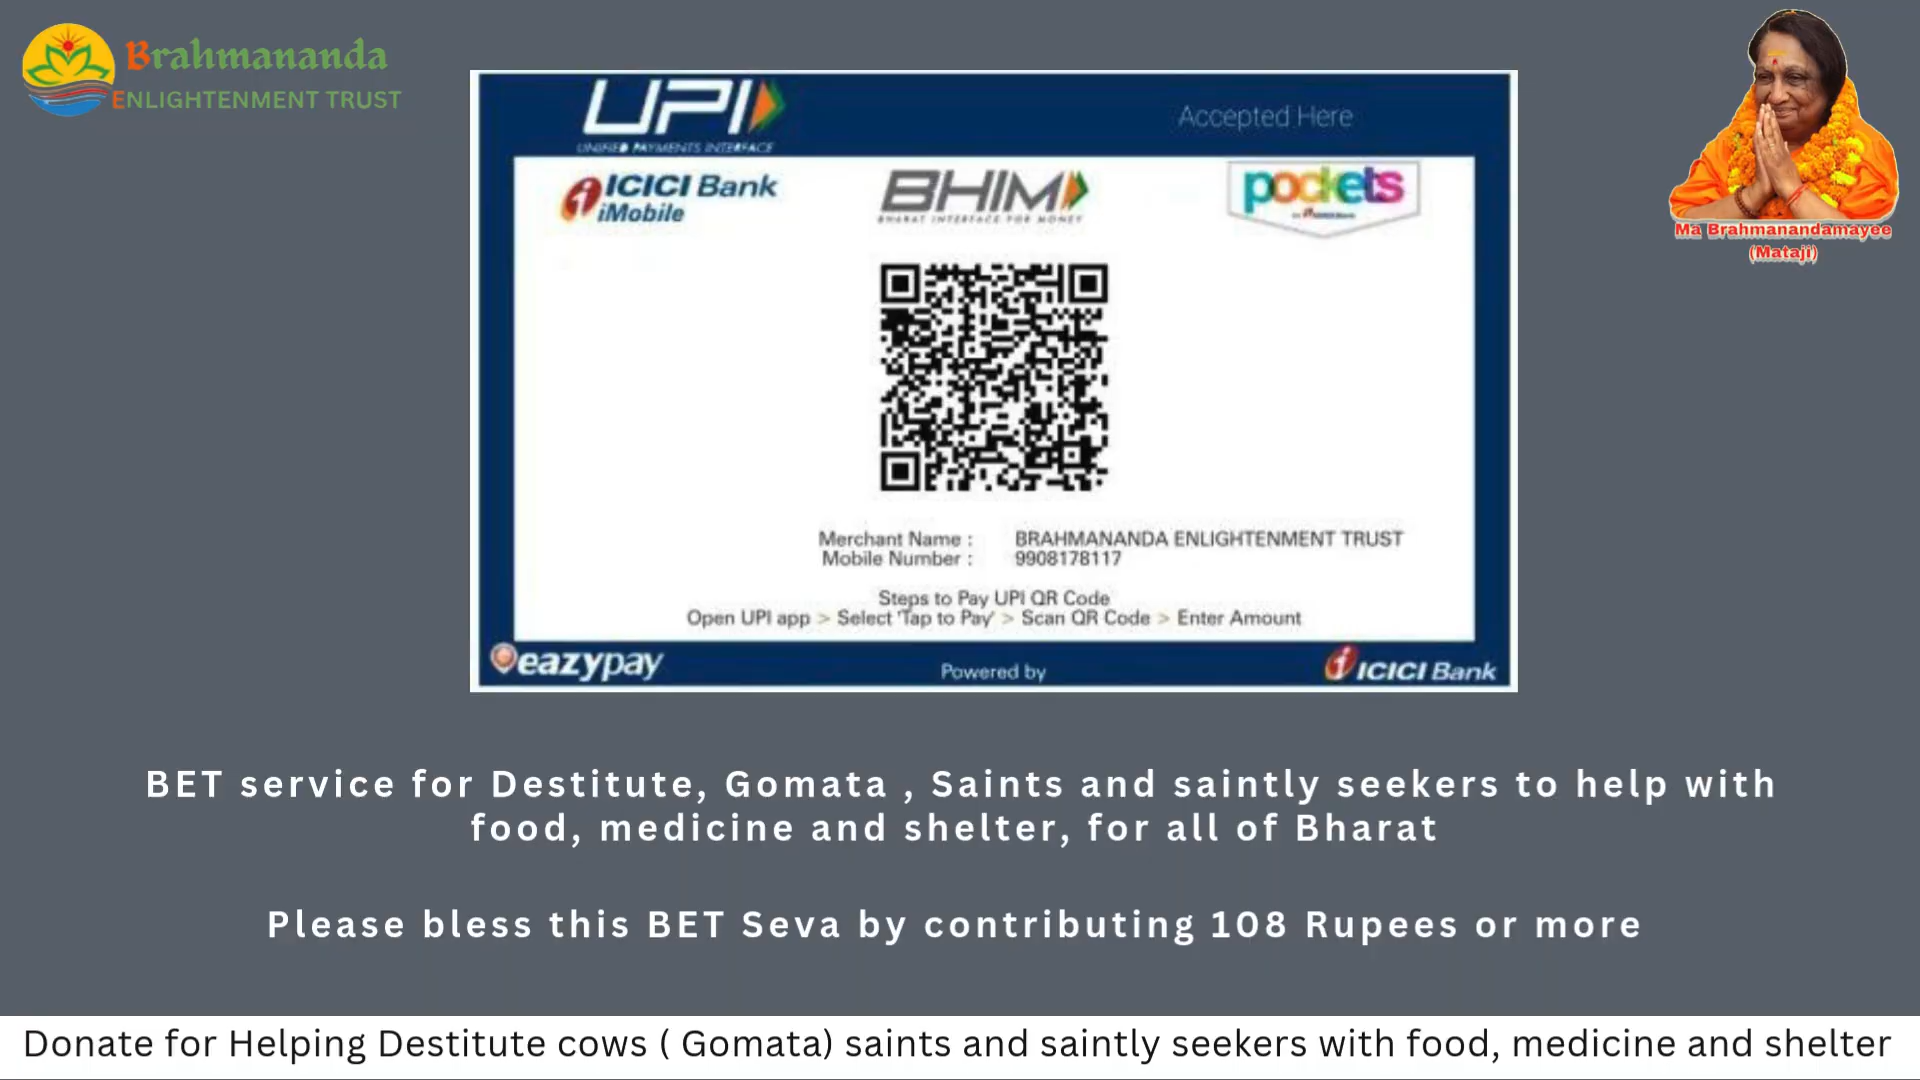 Brahmananda
ENLIGHTENMENT TRUST
UPI
UNIFIED PAYMENTS INTERFACE
Accepted Here
ICICI Bank
iMobile
BHIM
BHARAT INTERFACE FOR MONEY
pockets
Ma Brahmanandamayee
(Mataji)
Merchant Name : BRAHMANANDA ENLIGHTENMENT TRUST
Mobile Number : 9908178117
Steps to Pay UPI QR Code
Open UPI app > Select 'Tap to Pay' > Scan QR Code > Enter Amount
eazypay
Powered by
ICICI Bank
BET service for Destitute, Gomata , Saints and saintly seekers to help with
food, medicine and shelter, for all of Bharat
Please bless this BET Seva by contributing 108 Rupees or more
Donate for Helping Destitute cows ( Gomata) saints and saintly seekers with food, medicine and shelter